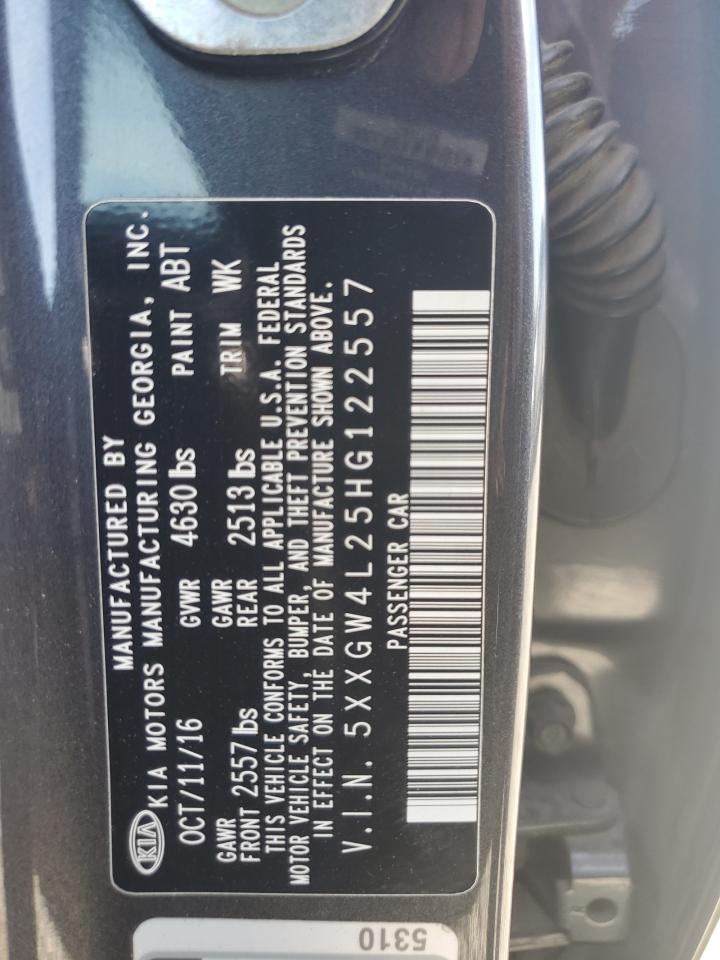 MANUFACTURED BY
KIA KIA MOTORS MANUFACTURING GEORGIA, INC.
OCT/11/16 GVWR 4630 lbs PAINT ABT
GAWR GAWR
FRONT 2557 lbs REAR 2513 lbs TRIM WK
THIS VEHICLE CONFORMS TO ALL APPLICABLE U.S.A. FEDERAL
MOTOR VEHICLE SAFETY, BUMPER, AND THEFT PREVENTION STANDARDS
IN EFFECT ON THE DATE OF MANUFACTURE SHOWN ABOVE.
V.I.N. 5XXGW4L25HG122557
PASSENGER CAR
5310